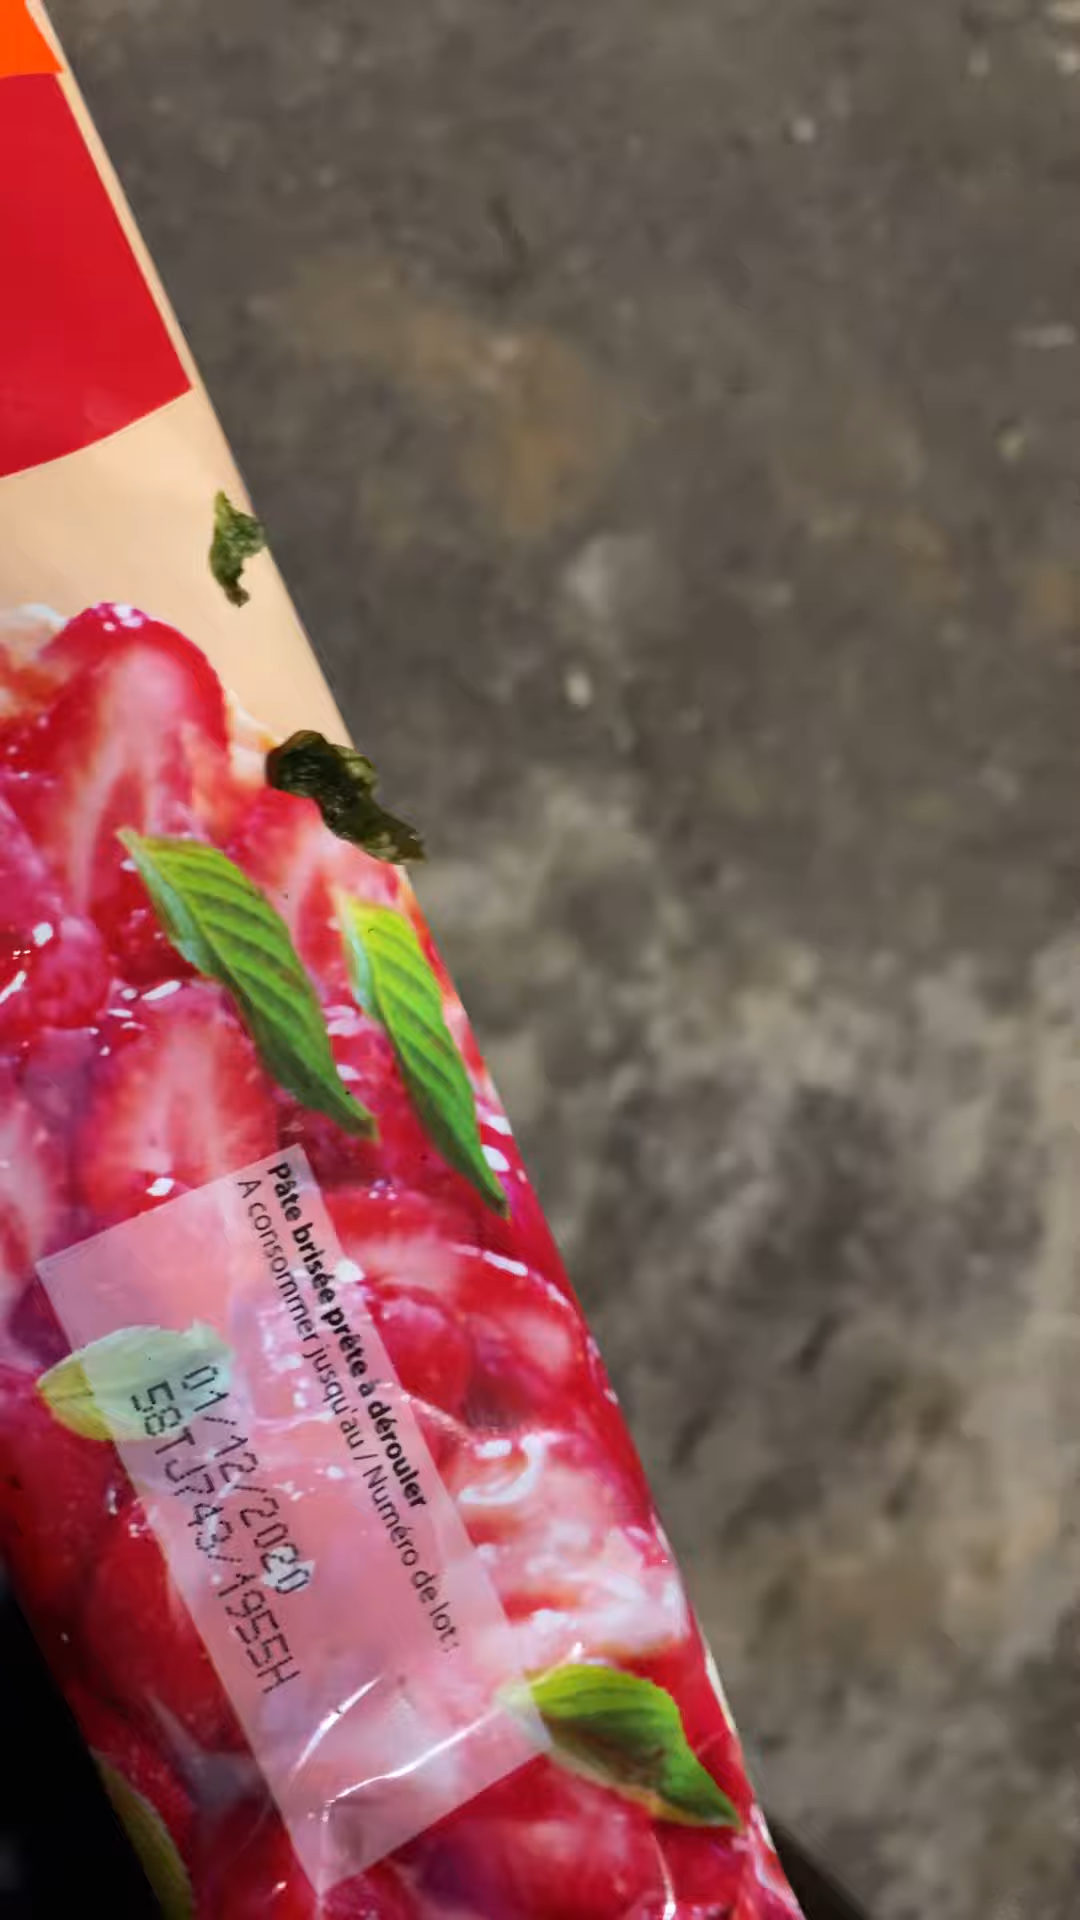 Pâte brisée prête à dérouler
A consommer jusqu'au / Numéro de lot :
01/12/2020
58TJ743/1955H